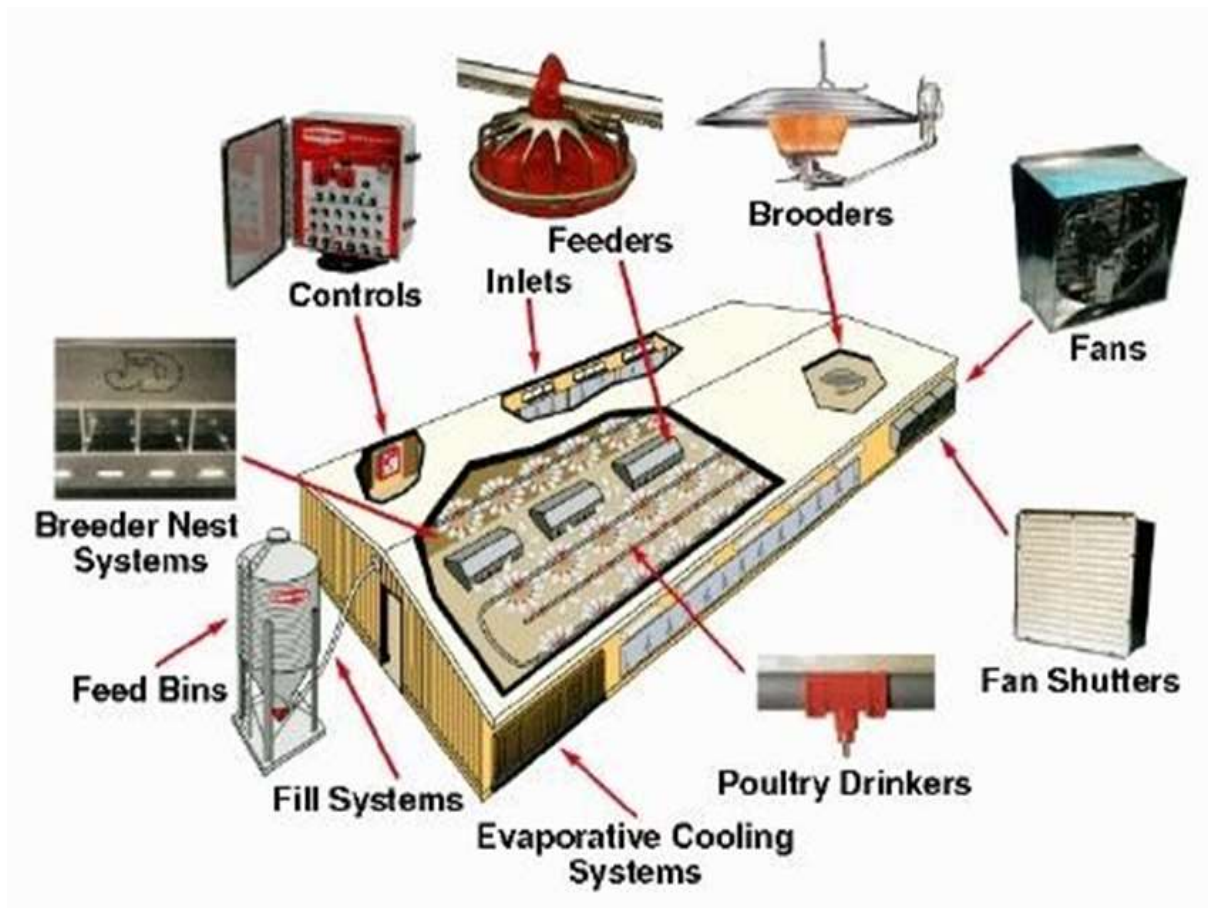 Brooders
Feeders
Inlets
Controls
Fans
Breeder Nest
Systems
Feed Bins
Fan Shutters
Poultry Drinkers
Fill Systems
Evaporative Cooling
Systems